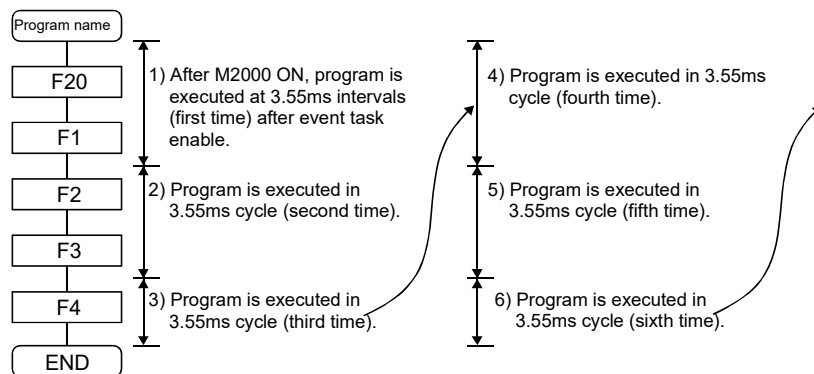 Program name
F20
F1
F2
F3
F4
END
1) After M2000 ON, program is
executed at 3.55ms intervals
(first time) after event task
enable.
2) Program is executed in
3.55ms cycle (second time).
3) Program is executed in
3.55ms cycle (third time).
4) Program is executed in 3.55ms
cycle (fourth time).
5) Program is executed in
3.55ms cycle (fifth time).
6) Program is executed in
3.55ms cycle (sixth time).